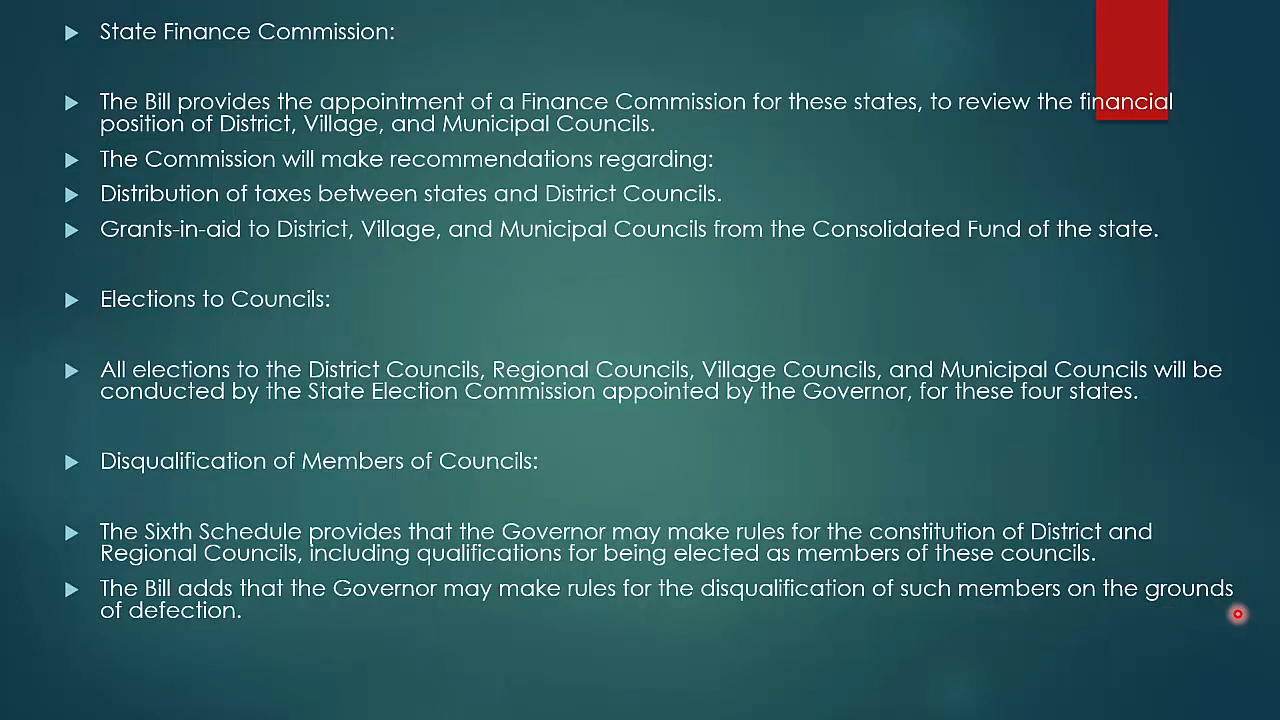 State Finance Commission:
The Bill provides the appointment of a Finance Commission for these states, to review the financial
position of District, Village, and Municipal Councils.
The Commission will make recommendations regarding:
Distribution of taxes between states and District Councils.
Grants-in-aid to District, Village, and Municipal Councils from the Consolidated Fund of the state.
Elections to Councils:
All elections to the District Councils, Regional Councils, Village Councils, and Municipal Councils will be
conducted by the State Election Commission appointed by the Governor, for these four states.
Disqualification of Members of Councils:
The Sixth Schedule provides that the Governor may make rules for the constitution of District and
Regional Councils, including qualifications for being elected as members of these councils.
The Bill adds that the Governor may make rules for the disqualification of such members on the grounds
of defection.